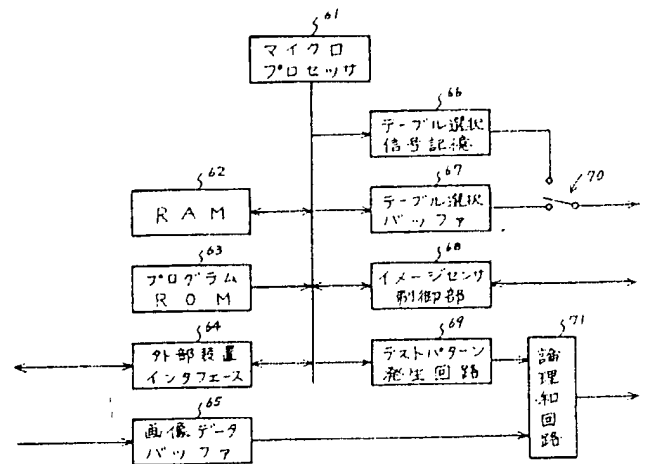 61
マイクロ
プロセッサ
66
テーブル選択
信号記憶
62
RAM
67
テーブル選択
バッファ
70
63
プログラム
ROM
68
イメージセンサ
制御部
64
外部装置
インタフェース
69
テストパターン
発生回路
71
論理和回路
65
画像データ
バッファ